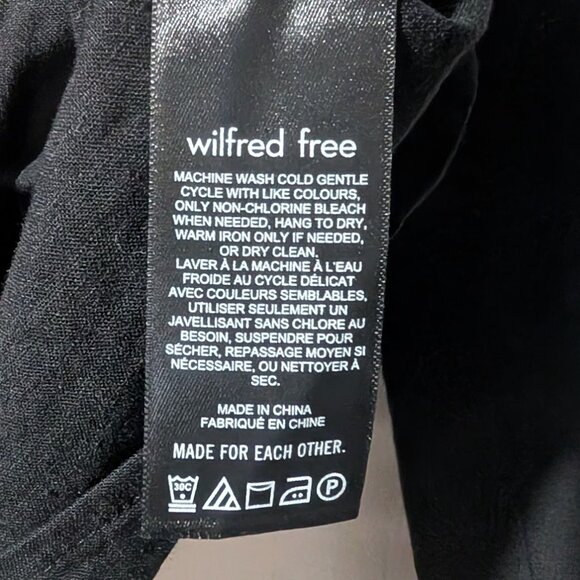 wilfred free
MACHINE WASH COLD GENTLE
CYCLE WITH LIKE COLOURS,
ONLY NON-CHLORINE BLEACH
WHEN NEEDED, HANG TO DRY,
WARM IRON ONLY IF NEEDED,
OR DRY CLEAN.
LAVER À LA MACHINE À L'EAU
FROIDE AU CYCLE DÉLICAT
AVEC COULEURS SEMBLABLES,
UTILISER SEULEMENT UN
JAVELLISANT SANS CHLORE AU
BESOIN, SUSPENDRE POUR
SÉCHER, REPASSAGE MOYEN SI
NÉCESSAIRE, OU NETTOYER À
SEC.
MADE IN CHINA
FABRIQUÉ EN CHINE
MADE FOR EACH OTHER.
30C P